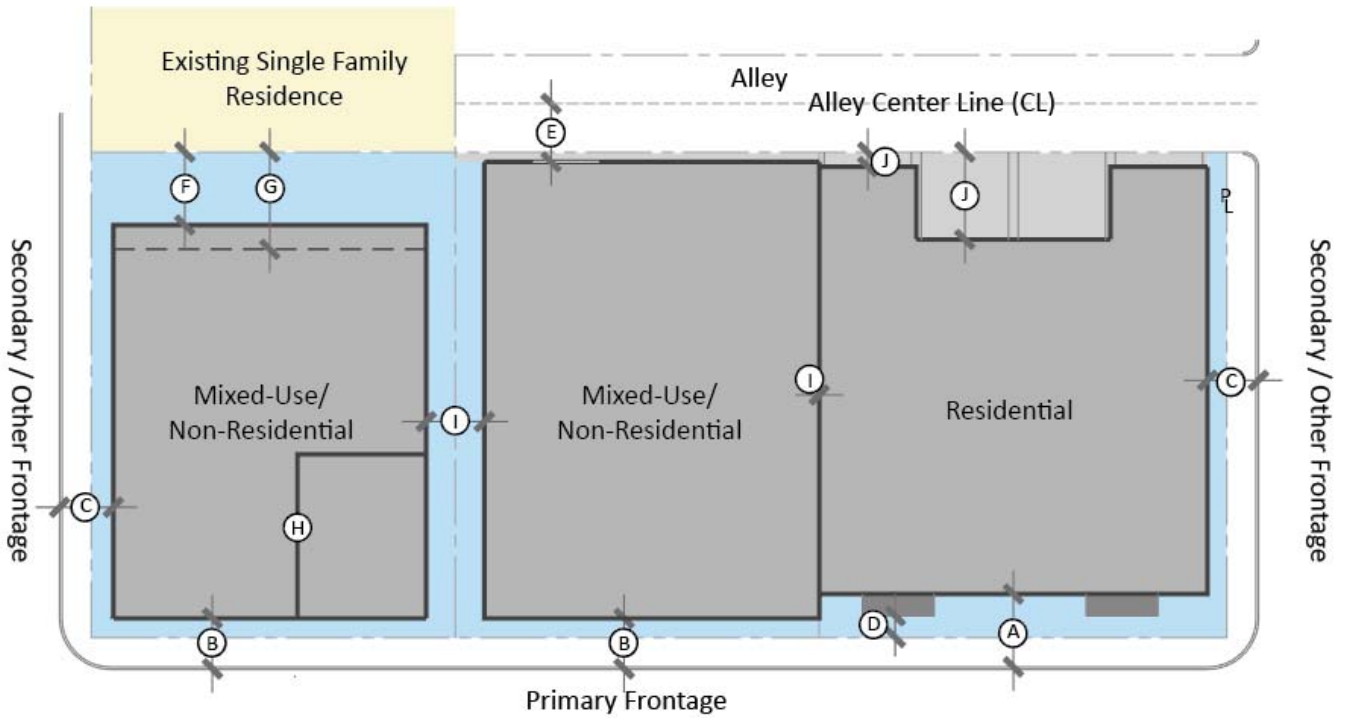 Existing Single Family
Residence
Alley
Alley Center Line (CL)
E
J
F
G
J
PL
Secondary / Other Frontage
Secondary / Other Frontage
Mixed-Use/
Non-Residential
I
Mixed-Use/
Non-Residential
I
Residential
C
C
H
B
B
D
A
Primary Frontage